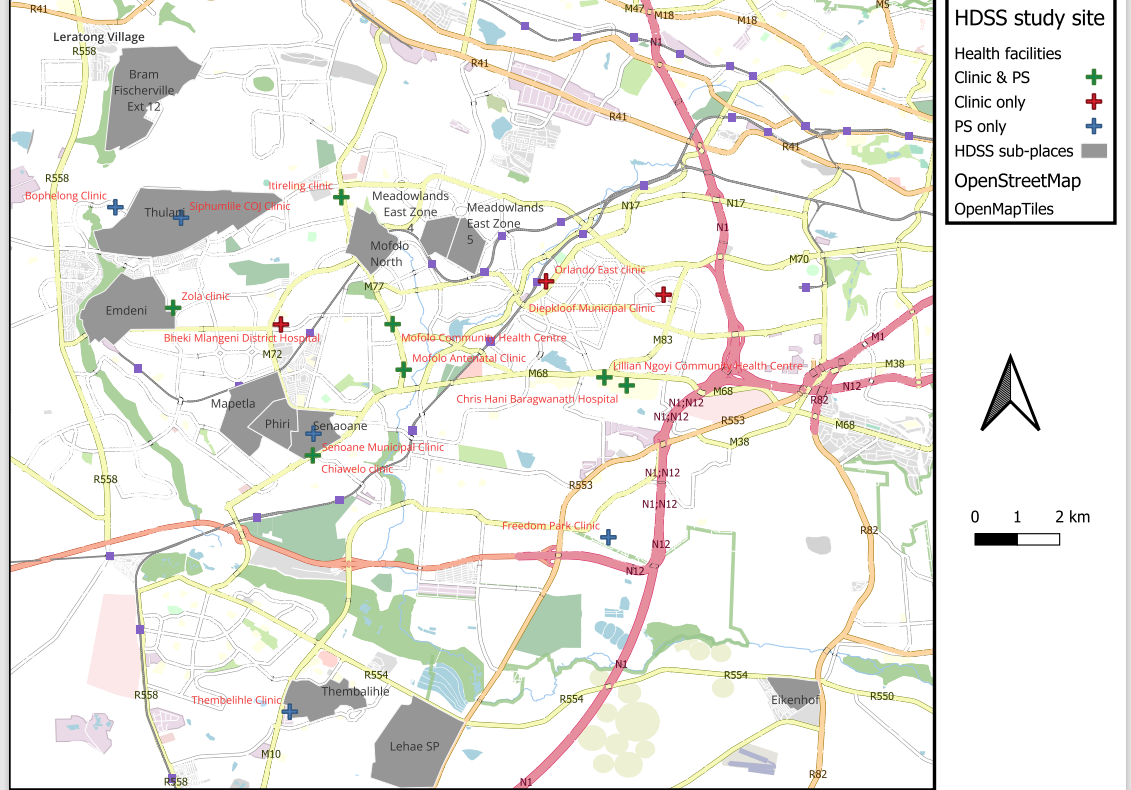 R41
M47
M18
M18
M5
Leratong Village
R558
N1
R41
Bram
Fischerville
Ext 12
R41
R41
R558
Bophelong Clinic
Itireling clinic
Thulani
Siphumlile COJ Clinic
Meadowlands
East Zone
4
Meadowlands
East Zone
5
N17
N17
N1
Mofolo
North
M70
M77
Orlando East clinic
Zola clinic
Emdeni
Diepkloof Municipal Clinic
Bheki Mlangeni District Hospital
Mofolo Community Health Centre
M83
M1
M72
Mofolo Antenatal Clinic
M68
Lillian Ngoyi Community Health Centre
M38
N12
M68
R82
Chris Hani Baragwanath Hospital
N1;N12
N1;N12
Mapetla
Phiri
Senaoane
R553
M68
M38
Senoane Municipal Clinic
Chiawelo clinic
N1;N12
R558
R553
N1;N12
Freedom Park Clinic
R82
N12
N12
N1
R554
R554
R554
R558
Thembelihle Clinic
Thembalihle
Eikenhof
R550
Lehae SP
M10
R558
N1
R82
HDSS study site
Health facilities
Clinic & PS
Clinic only
PS only
HDSS sub-places
OpenStreetMap
OpenMapTiles
0 1 2 km